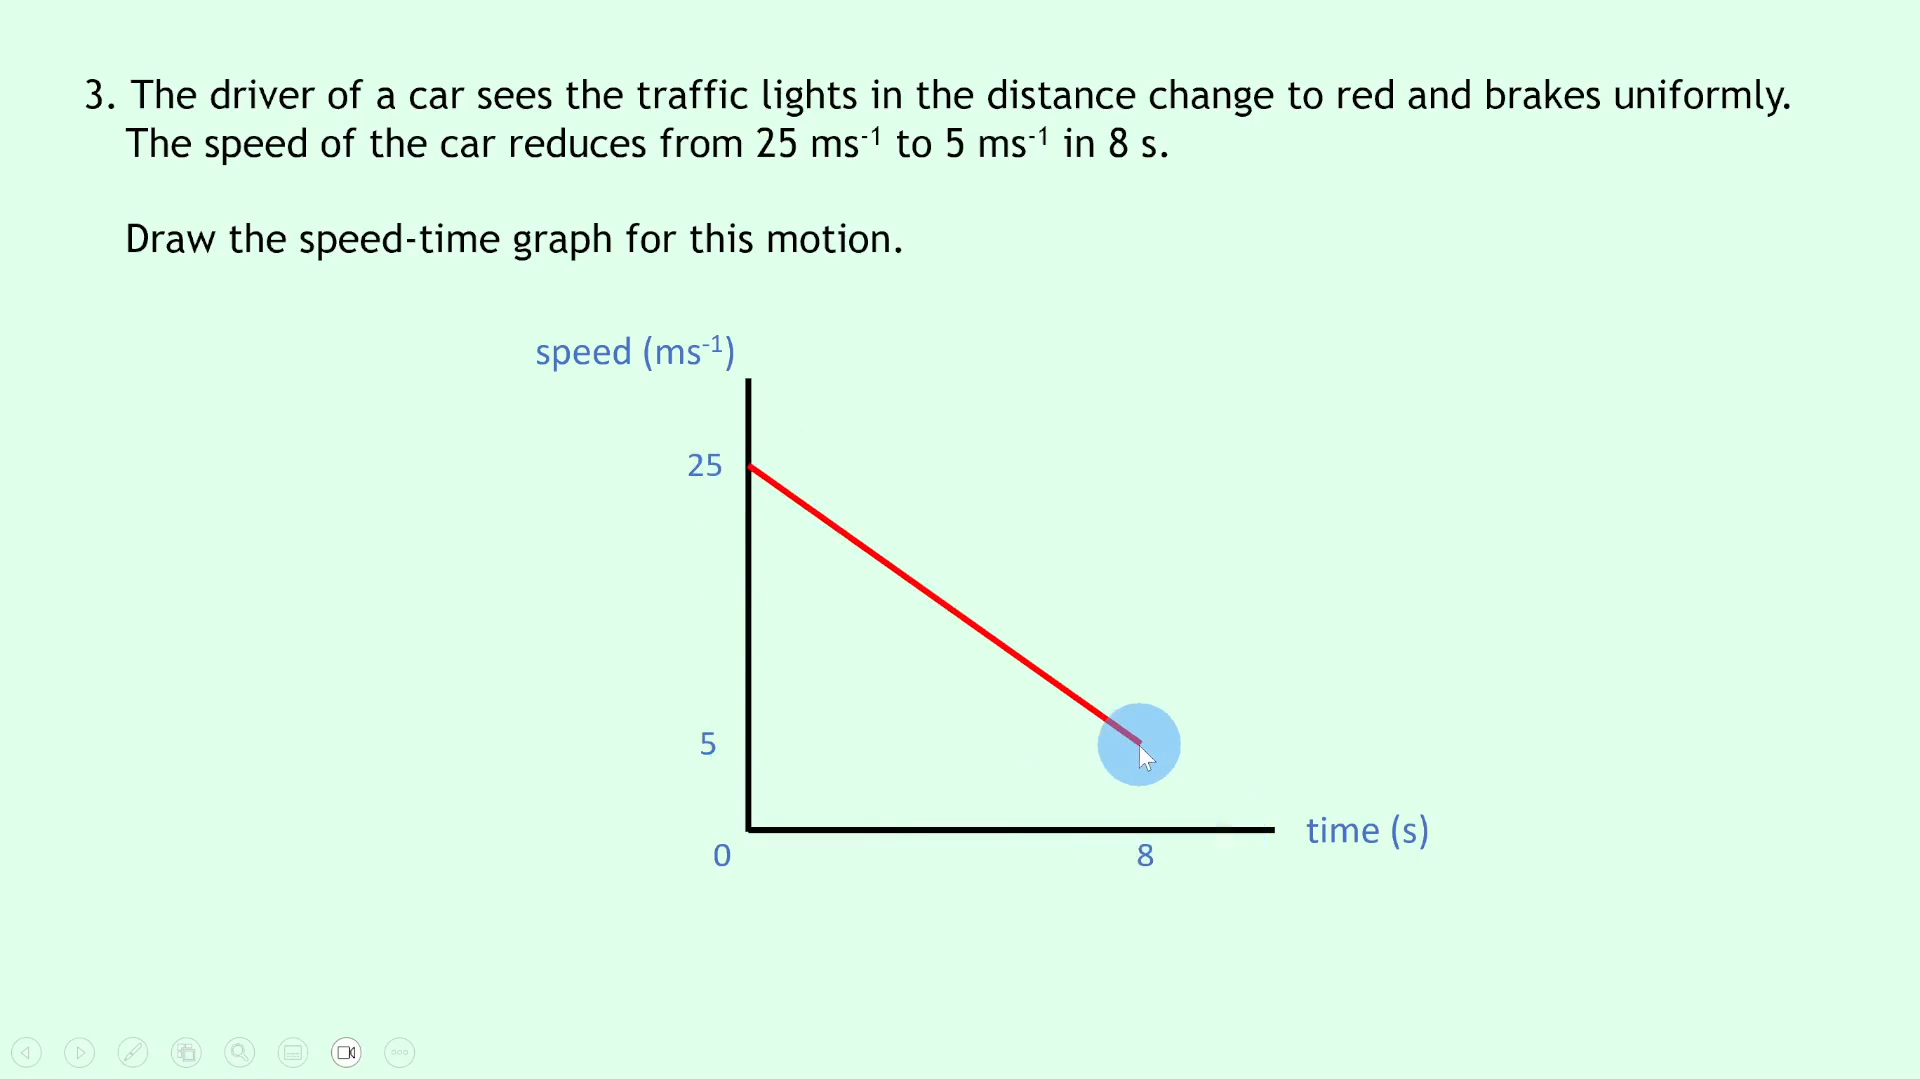 3. The driver of a car sees the traffic lights in the distance change to red and brakes uniformly.
The speed of the car reduces from 25 ms⁻¹ to 5 ms⁻¹ in 8 s.
Draw the speed-time graph for this motion.
speed (ms⁻¹)
25
5
time (s)
0
8